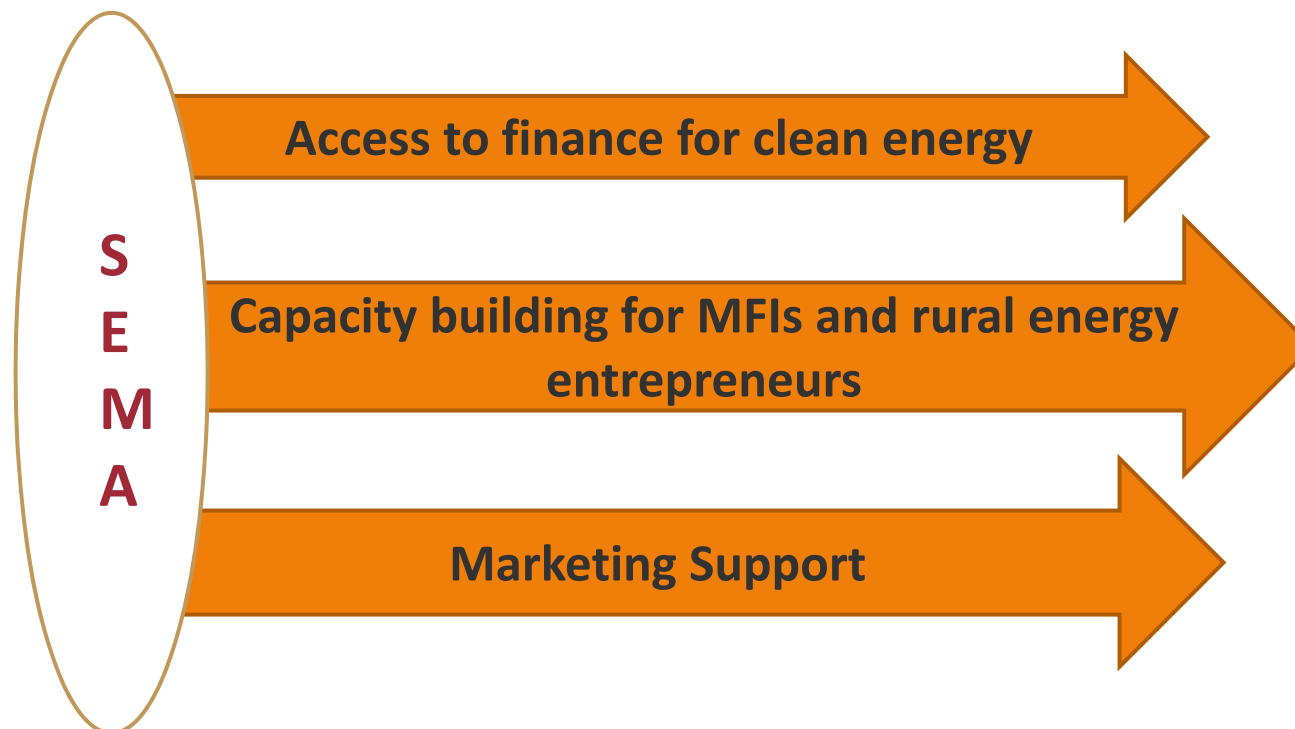 S
E
M
A
Access to finance for clean energy
Capacity building for MFIs and rural energy
entrepreneurs
Marketing Support